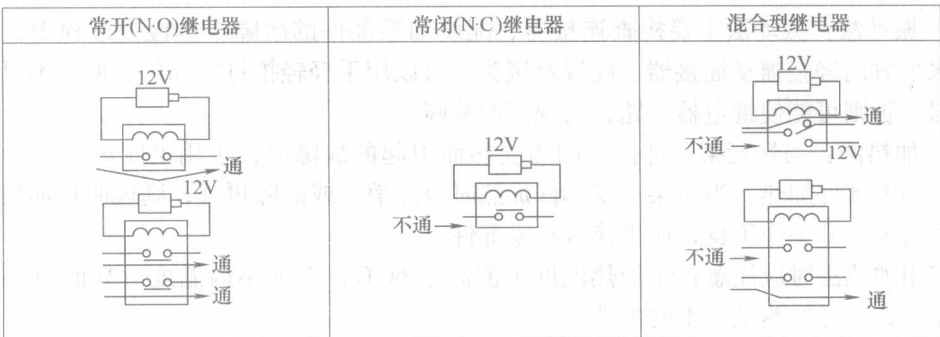 常开(N·O)继电器
常闭(N·C)继电器
混合型继电器
12V
通
12V
通
通
12V
不通
12V
通
不通
12V
不通
通